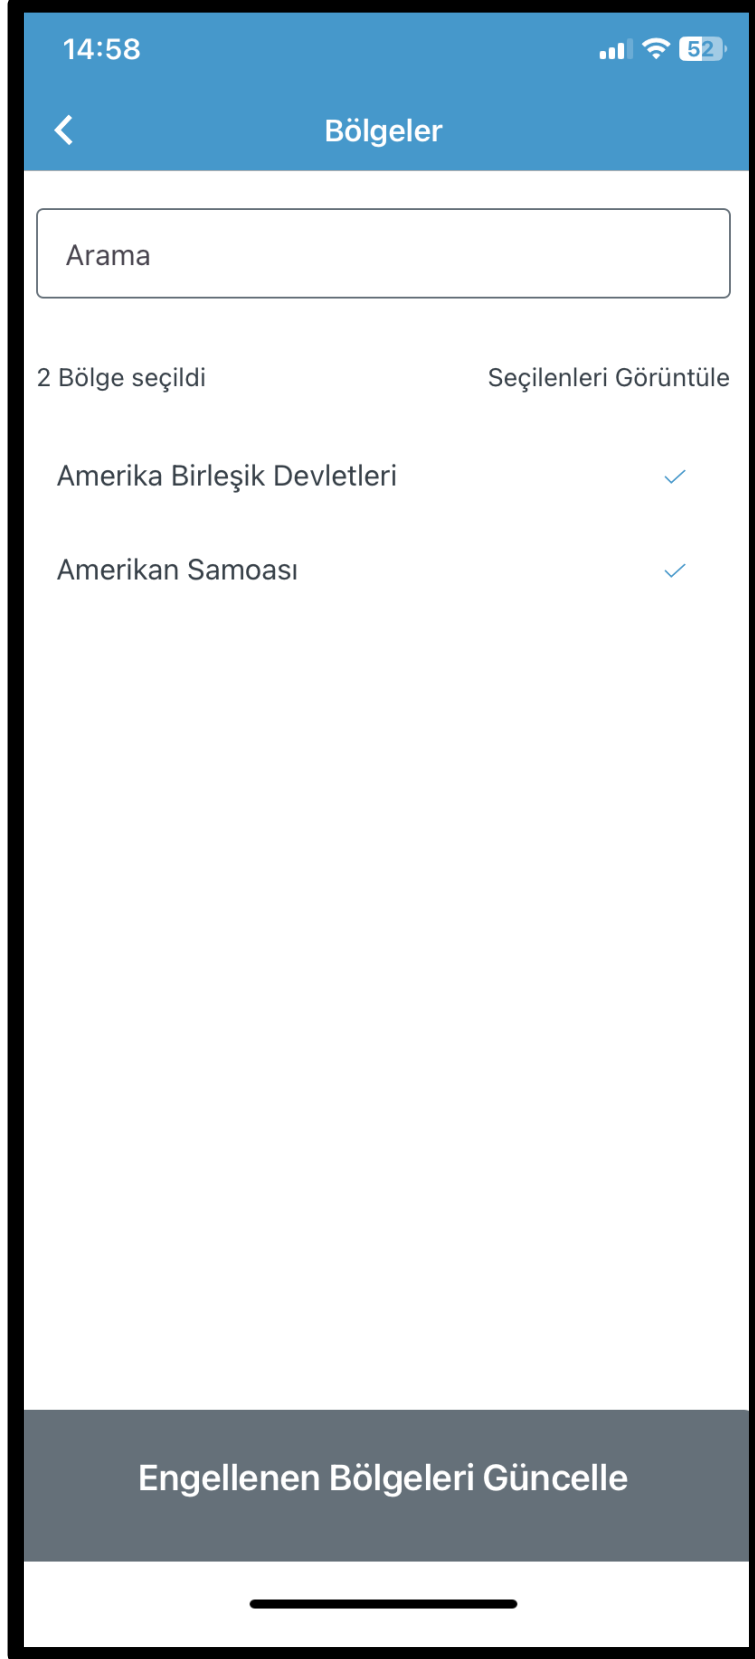 14:58
52
Bölgeler
Arama
2 Bölge seçildi
Seçilenleri Görüntüle
Amerika Birleşik Devletleri
Amerikan Samoası
Engellenen Bölgeleri Güncelle